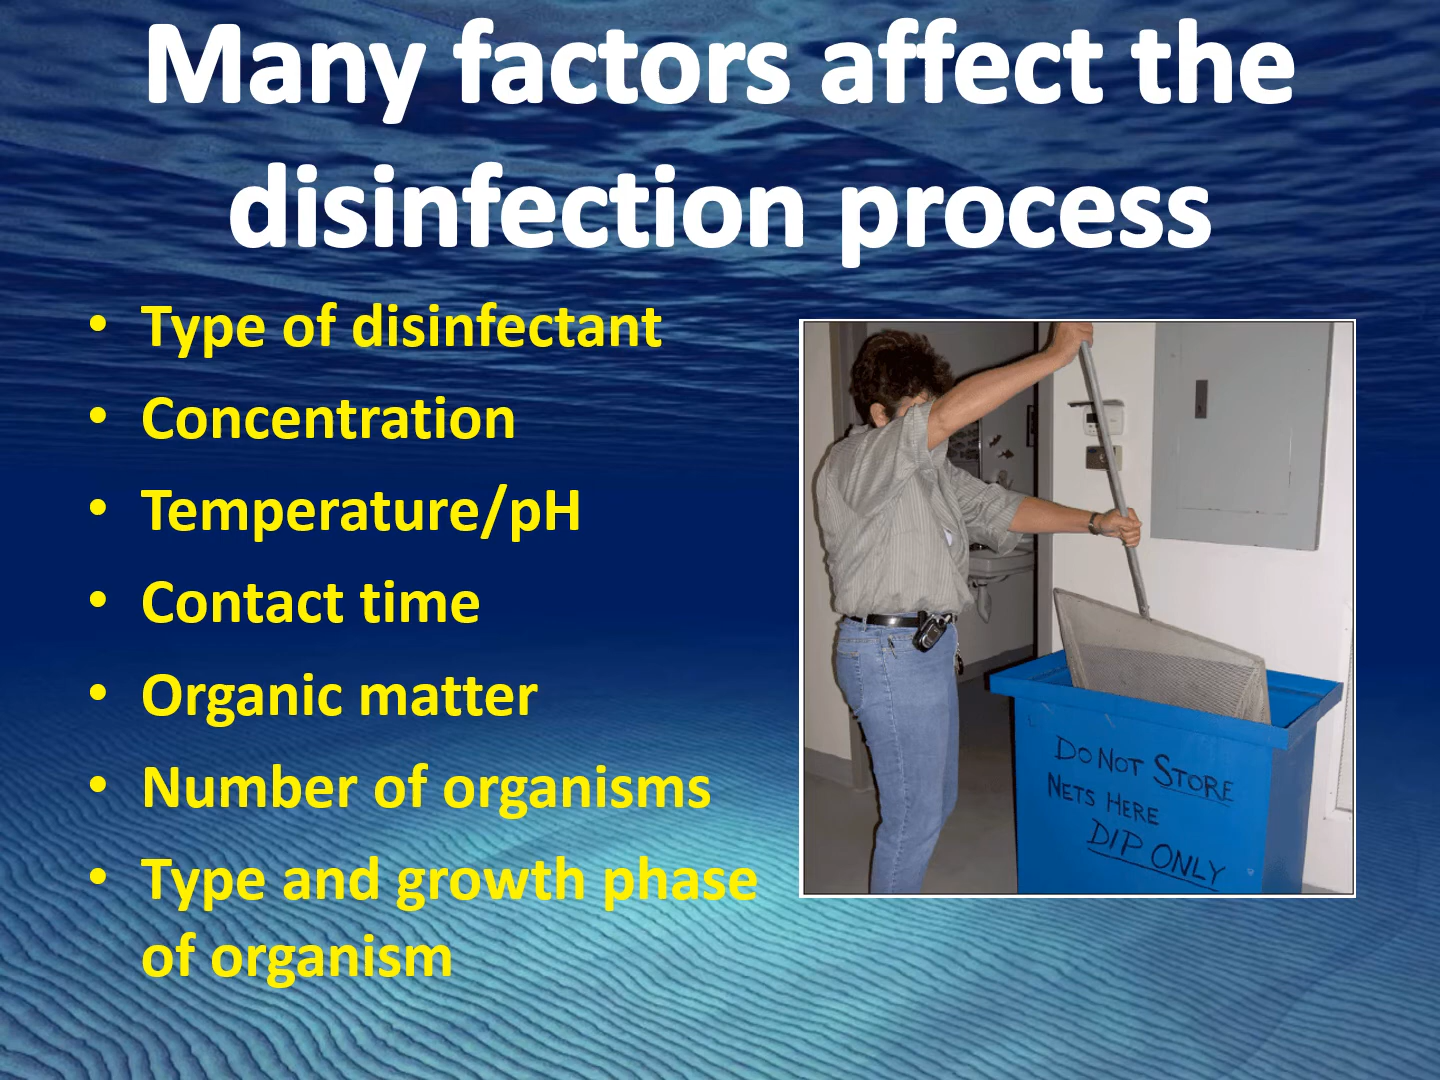 Many factors affect the
disinfection process
• Type of disinfectant
• Concentration
• Temperature/pH
• Contact time
• Organic matter
• Number of organisms
• Type and growth phase
of organism
DO NOT STORE
NETS HERE
DIP ONLY